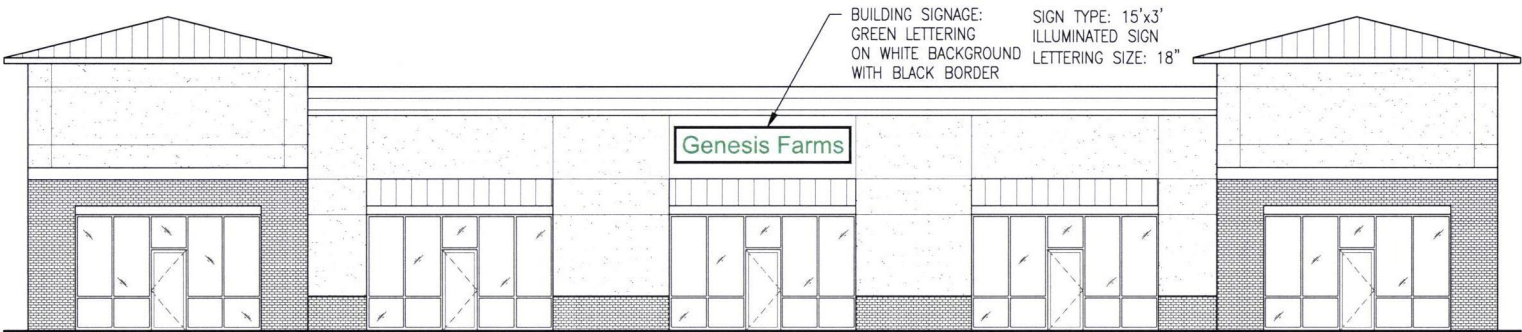 BUILDING SIGNAGE:
GREEN LETTERING
ON WHITE BACKGROUND
WITH BLACK BORDER
SIGN TYPE: 15'x3'
ILLUMINATED SIGN
LETTERING SIZE: 18"
Genesis Farms